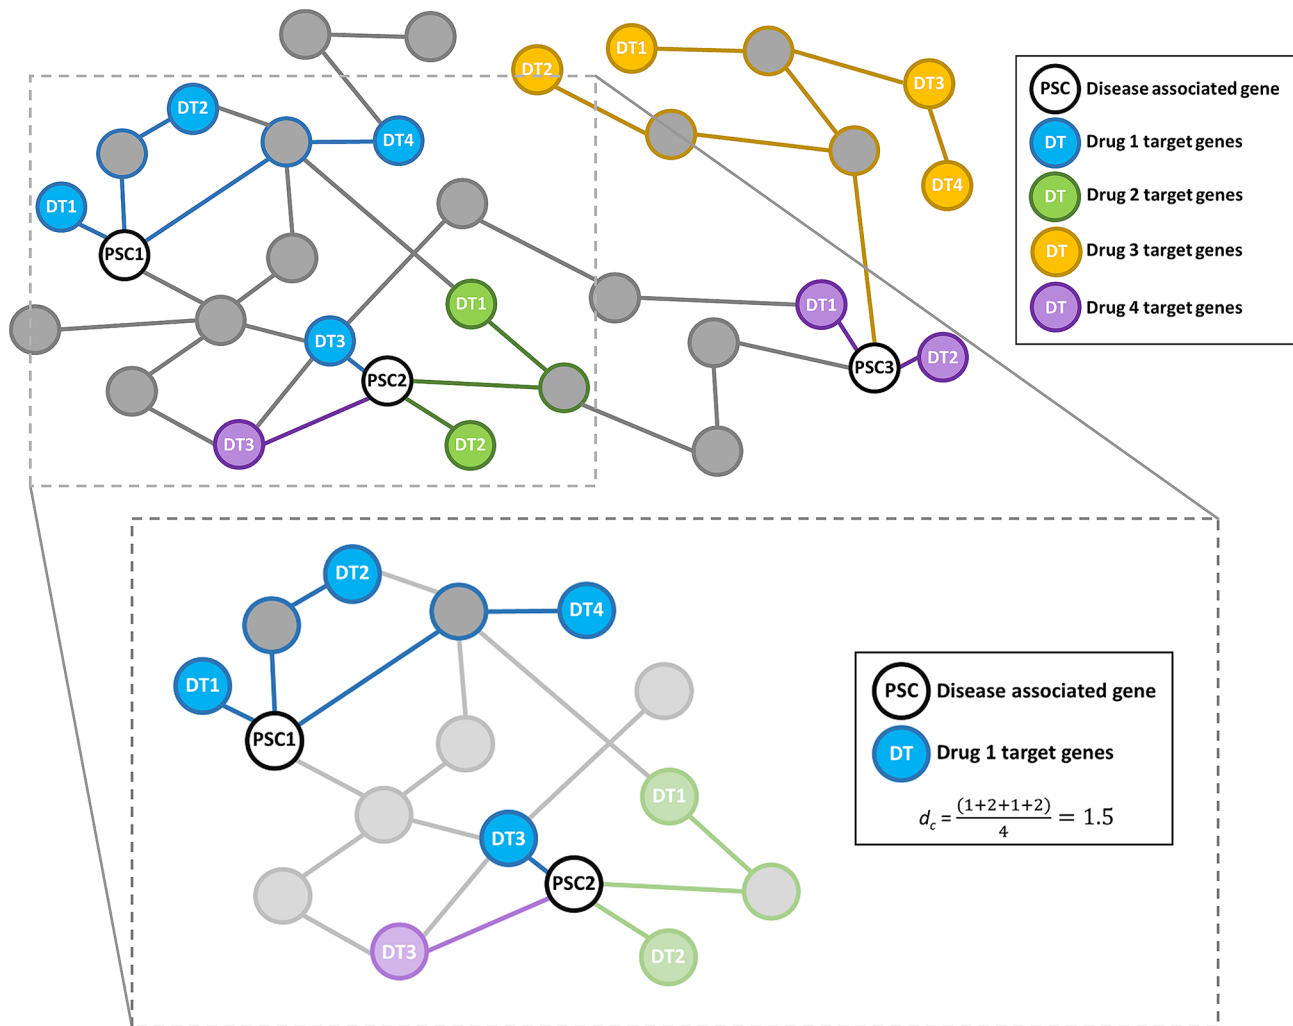 DT1
DT2
DT3
DT2
DT4
DT4
DT1
PSC1
DT1
DT1
DT3
PSC2
PSC3
DT2
DT3
DT2
PSC Disease associated gene
DT Drug 1 target genes
DT Drug 2 target genes
DT Drug 3 target genes
DT Drug 4 target genes
DT2
DT4
DT1
PSC1
DT1
DT3
PSC2
DT3
DT2
PSC Disease associated gene
DT Drug 1 target genes
d_c = (1+2+1+2)/4 = 1.5